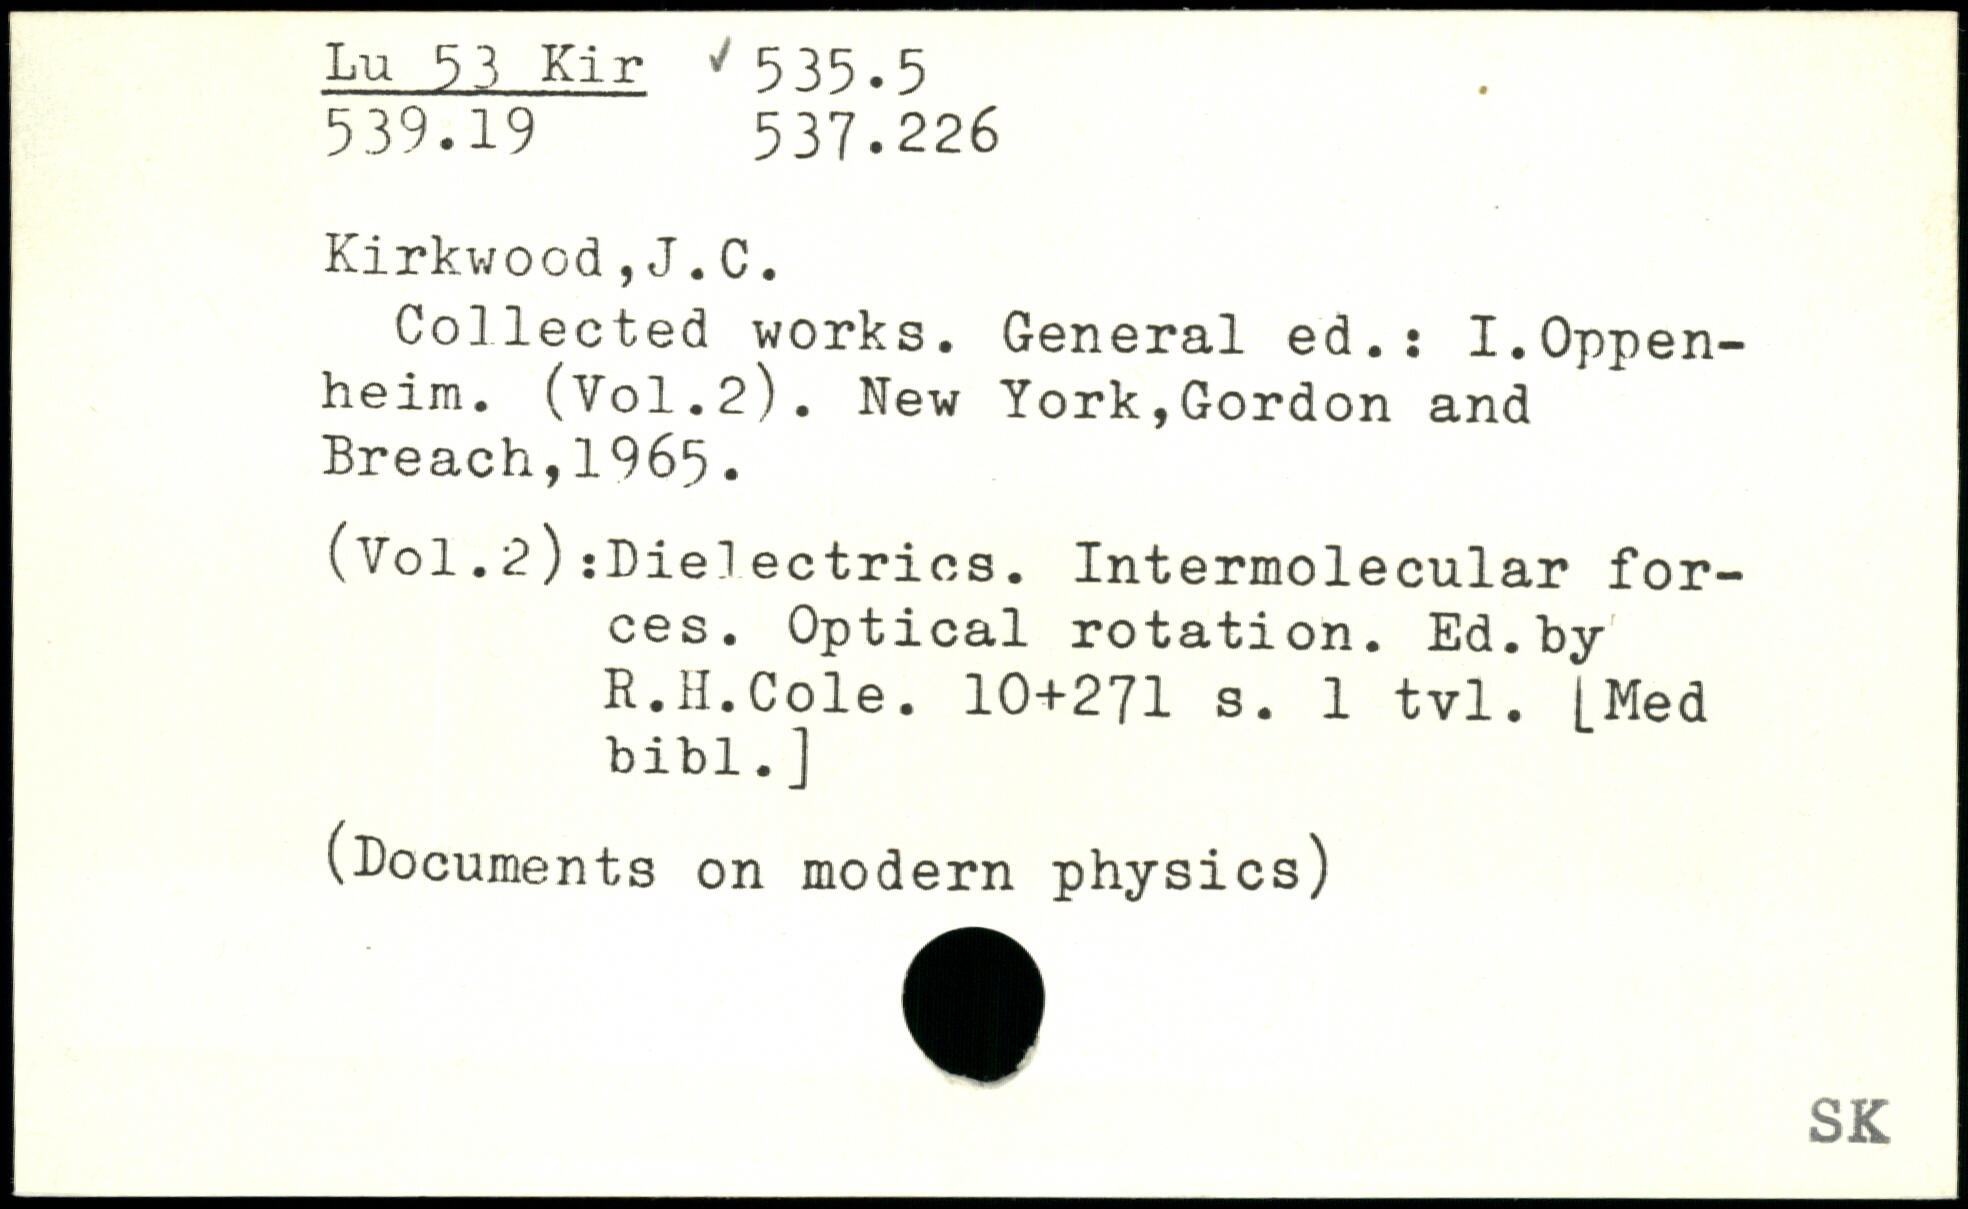 Lu 53 Kir ✓ 535.5
539.19 537.226
Kirkwood,J.C.
Collected works. General ed.: I.Oppen-
heim. (Vol.2). New York,Gordon and
Breach,1965.
(Vol.2):Dielectrics. Intermolecular for-
ces. Optical rotation. Ed.by
R.H.Cole. 10+271 s. 1 tvl. [Med
bibl.]
(Documents on modern physics)
SK